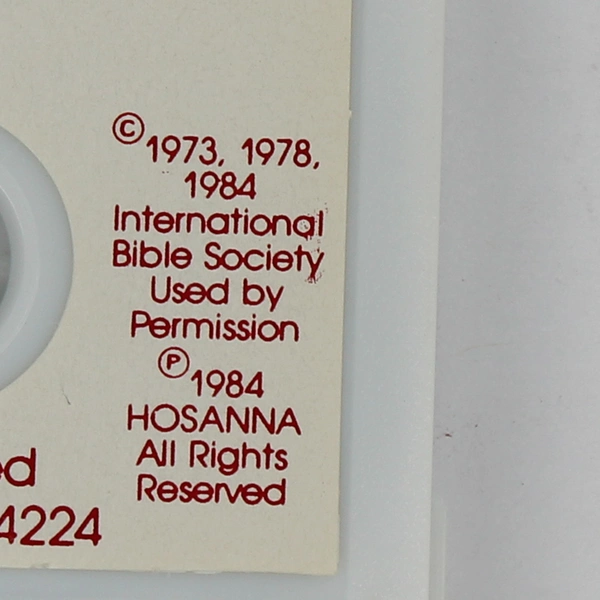 © 1973, 1978,
1984
International
Bible Society
Used by
Permission
℗ 1984
HOSANNA
All Rights
Reserved
ed
4224